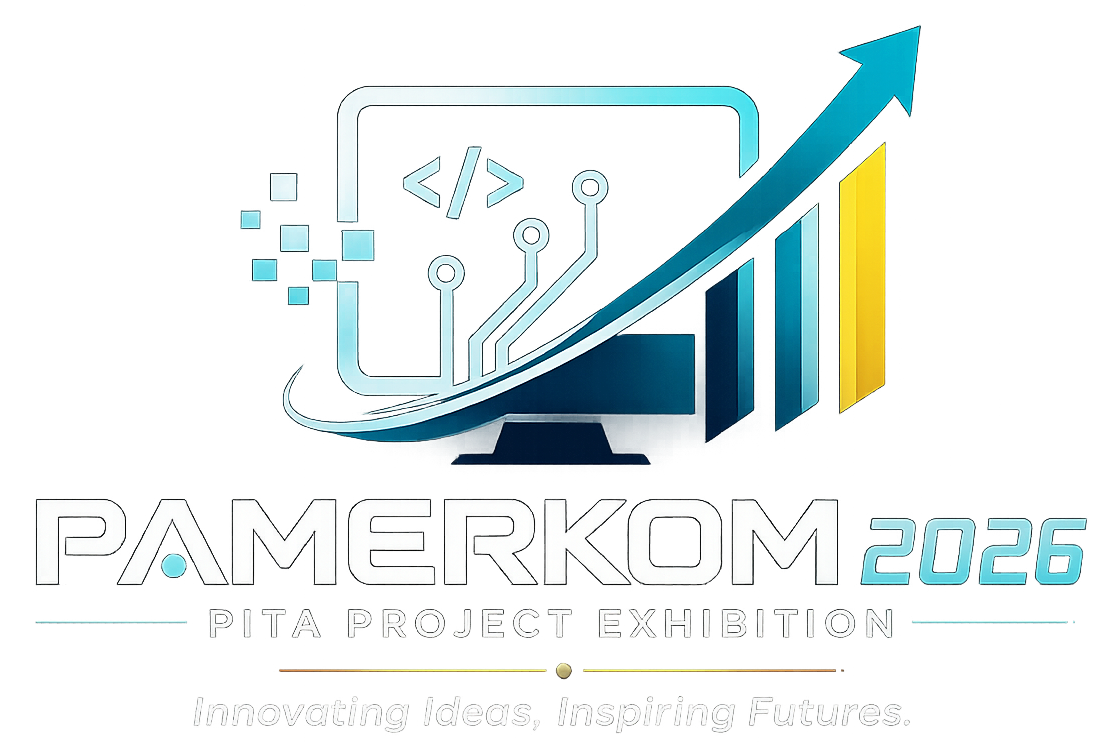 </>
PAMERKOM 2026
PITA PROJECT EXHIBITION
Innovating Ideas, Inspiring Futures.